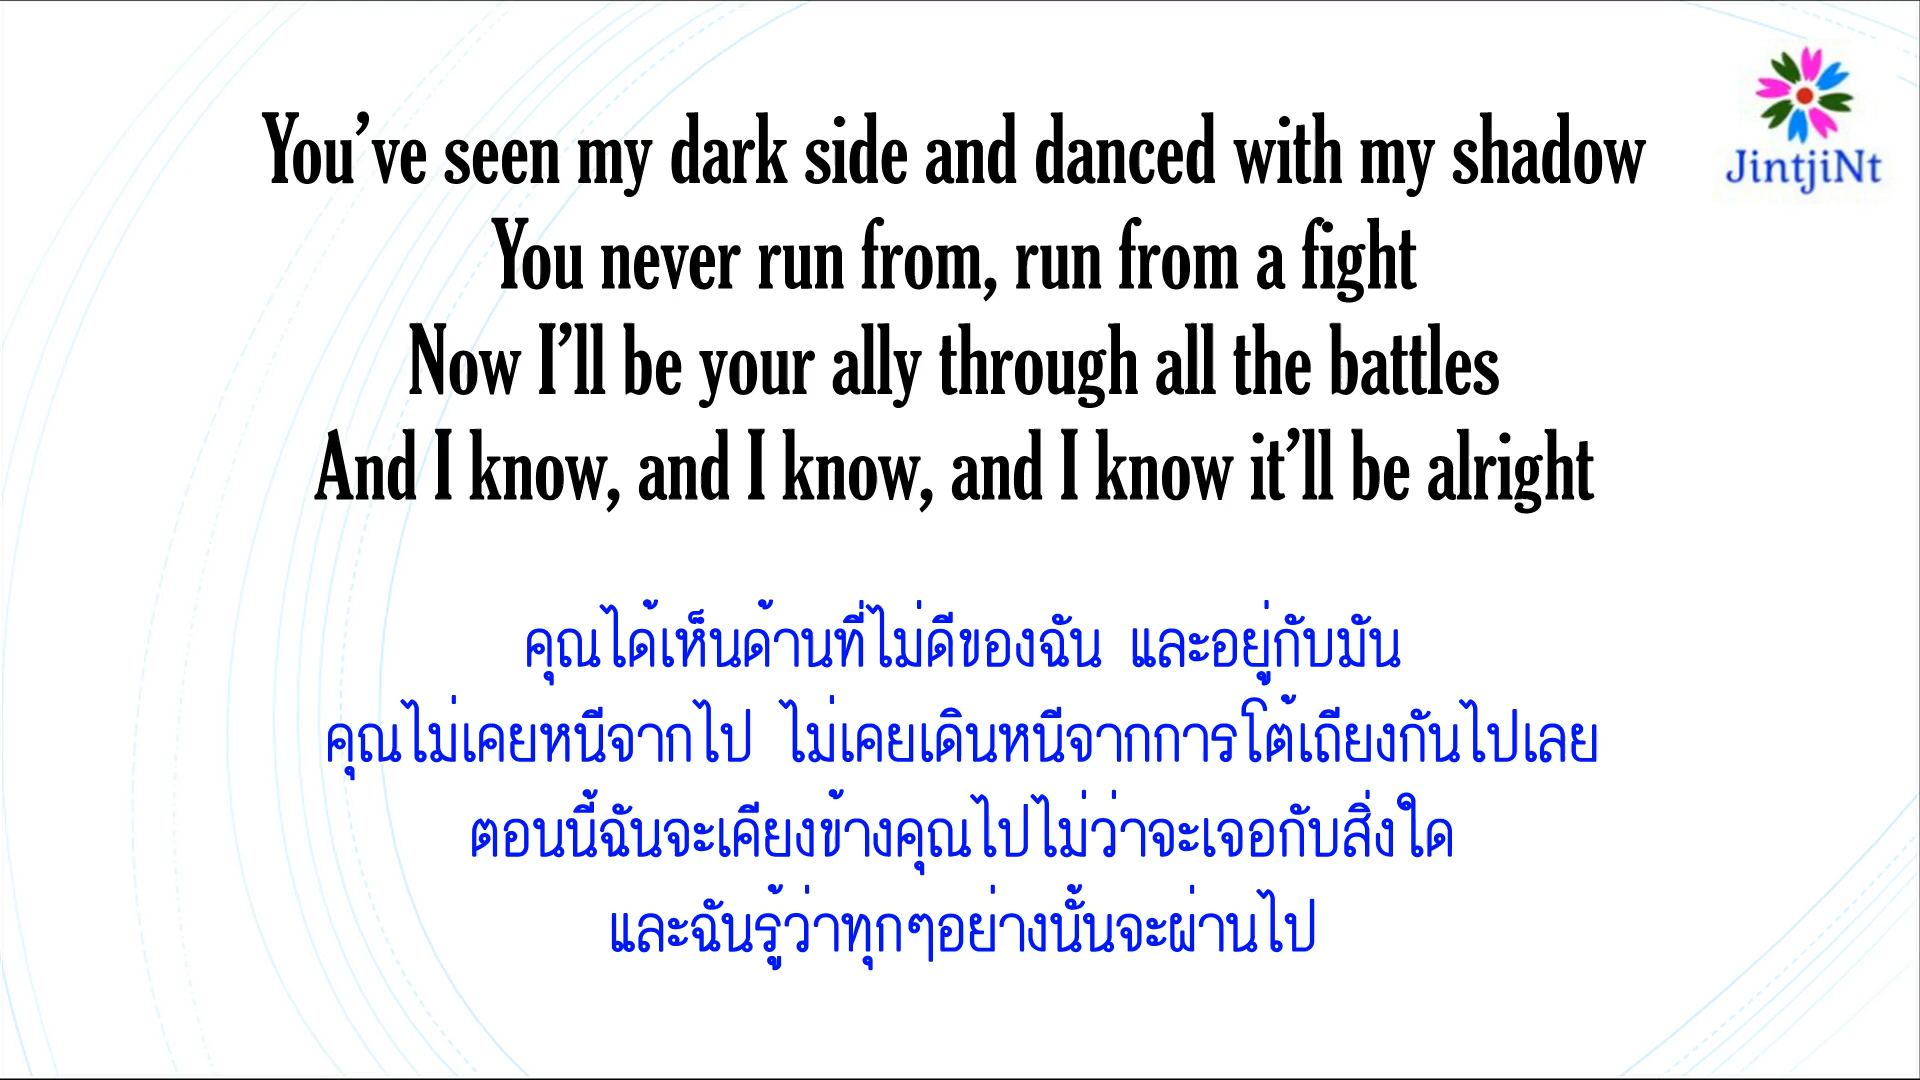 You’ve seen my dark side and danced with my shadow
You never run from, run from a fight
Now I’ll be your ally through all the battles
And I know, and I know, and I know it’ll be alright
คุณได้เห็นด้านที่ไม่ดีของฉัน และอยู่กับมัน
คุณไม่เคยหนีจากไป ไม่เคยเดินหนีจากการโต้เถียงกันไปเลย
ตอนนี้ฉันจะเคียงข้างคุณไปไม่ว่าจะเจอกับสิ่งใด
และฉันรู้ว่าทุกๆอย่างนั้นจะผ่านไป
JintjiNt